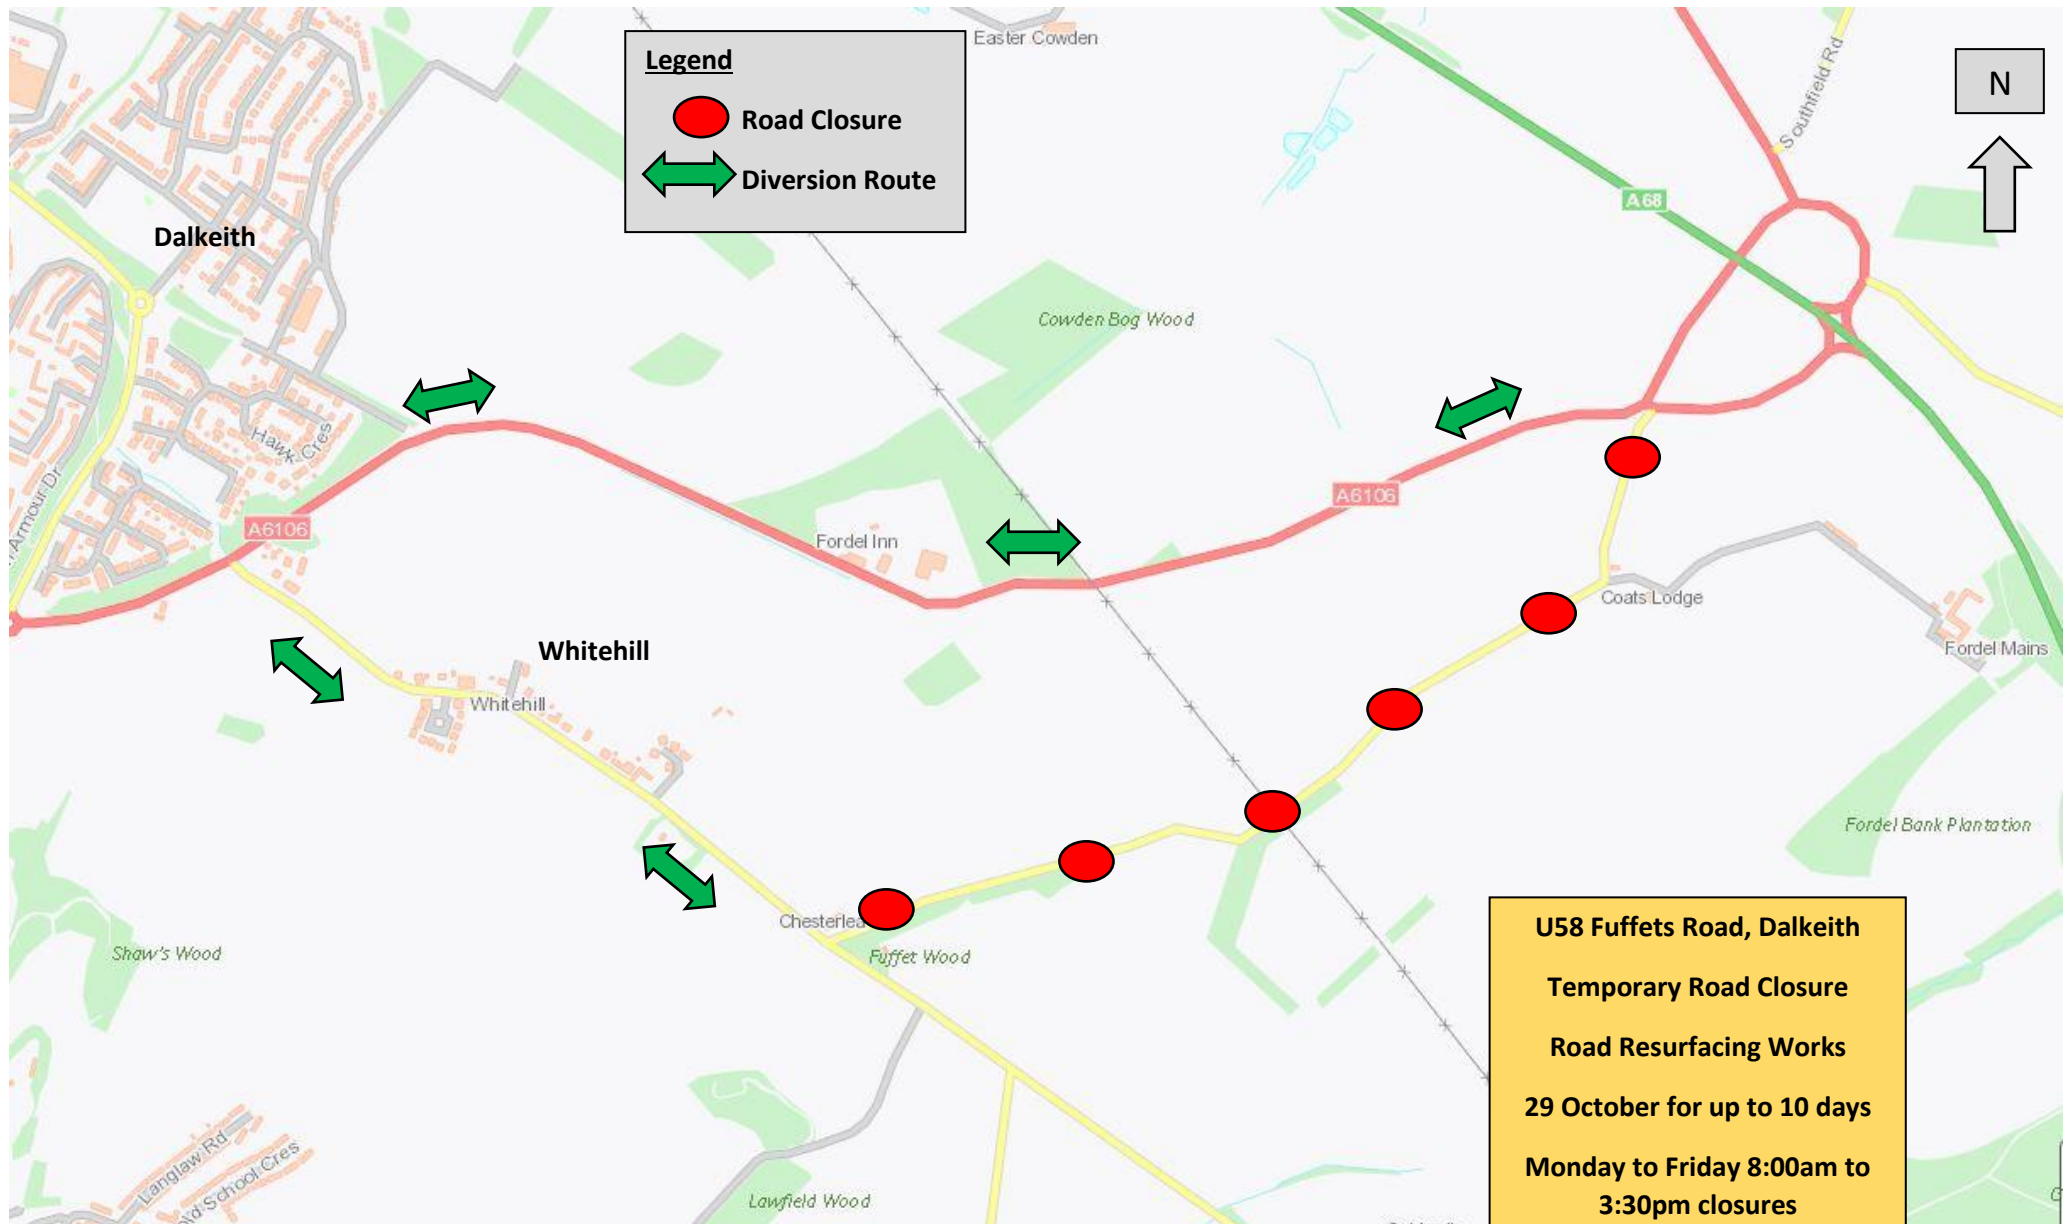 Easter Cowden
Legend
Road Closure
Diversion Route
N
Southfield Rd
A68
Dalkeith
Cowden Bog Wood
Hawk Cres
Armour Dr
A6106
A6106
Fordel Inn
Coats Lodge
Whitehill
Fordel Mains
Whitehill
Fordel Bank Plantation
Chesterlea
Shaw's Wood
Fuffet Wood
U58 Fuffets Road, Dalkeith
Temporary Road Closure
Road Resurfacing Works
29 October for up to 10 days
Monday to Friday 8:00am to
3:30pm closures
Langlaw Rd
Old School Cres
Lawfield Wood